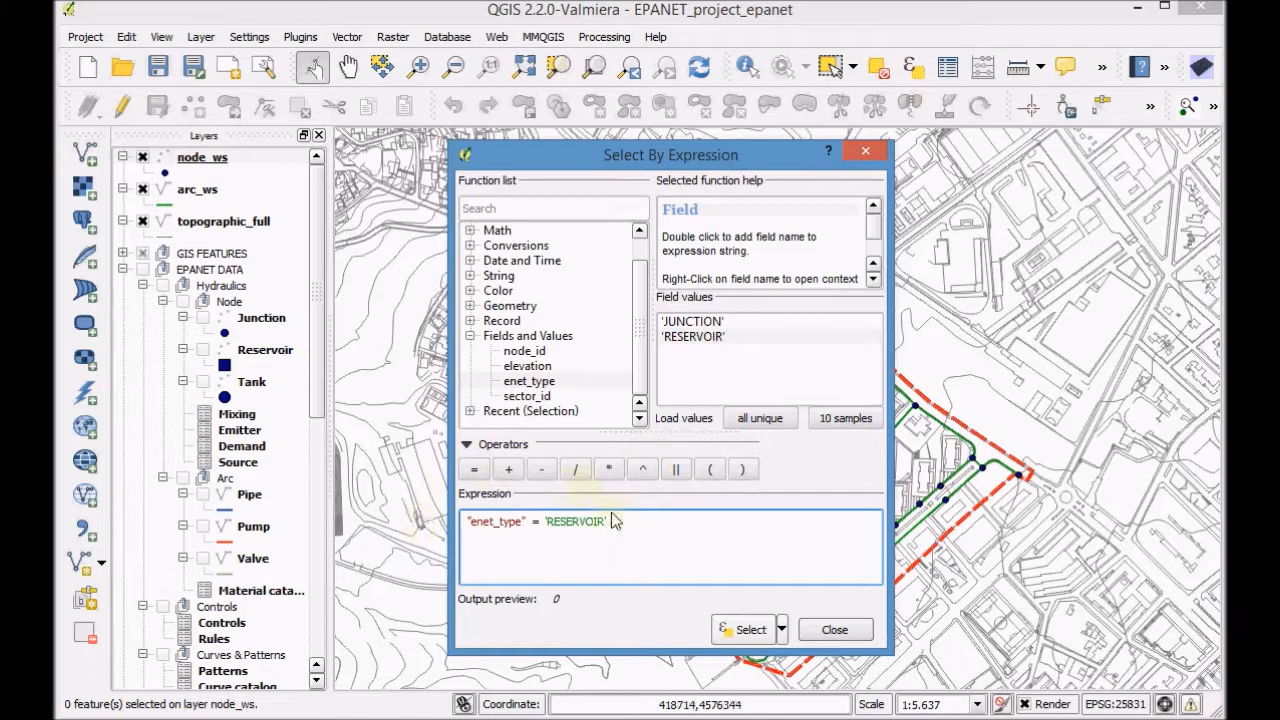 QGIS 2.2.0-Valmiera - EPANET_project_epanet
Project Edit View Layer Settings Plugins Vector Raster Database Web MMQGIS Processing Help
Layers
node_ws
arc_ws
topographic_full
GIS FEATURES
EPANET DATA
Hydraulics
Node
Junction
Reservoir
Tank
Mixing
Emitter
Demand
Source
Arc
Pipe
Pump
Valve
Material cata...
Controls
Controls
Rules
Curves & Patterns
Patterns
Curve catalog
Select By Expression
Function list
Search
Math
Conversions
Date and Time
String
Color
Geometry
Record
Fields and Values
node_id
elevation
enet_type
sector_id
Recent (Selection)
Selected function help
Field
Double click to add field name to
expression string.
Right-Click on field name to open context
Field values
'JUNCTION'
'RESERVOIR'
Load values all unique 10 samples
Operators
= + - / * ^ || ( )
Expression
"enet_type" = 'RESERVOIR'
Output preview: 0
Select Close
0 feature(s) selected on layer node_ws.
Coordinate: 418714,4576344 Scale 1:5.637 Render EPSG:25831